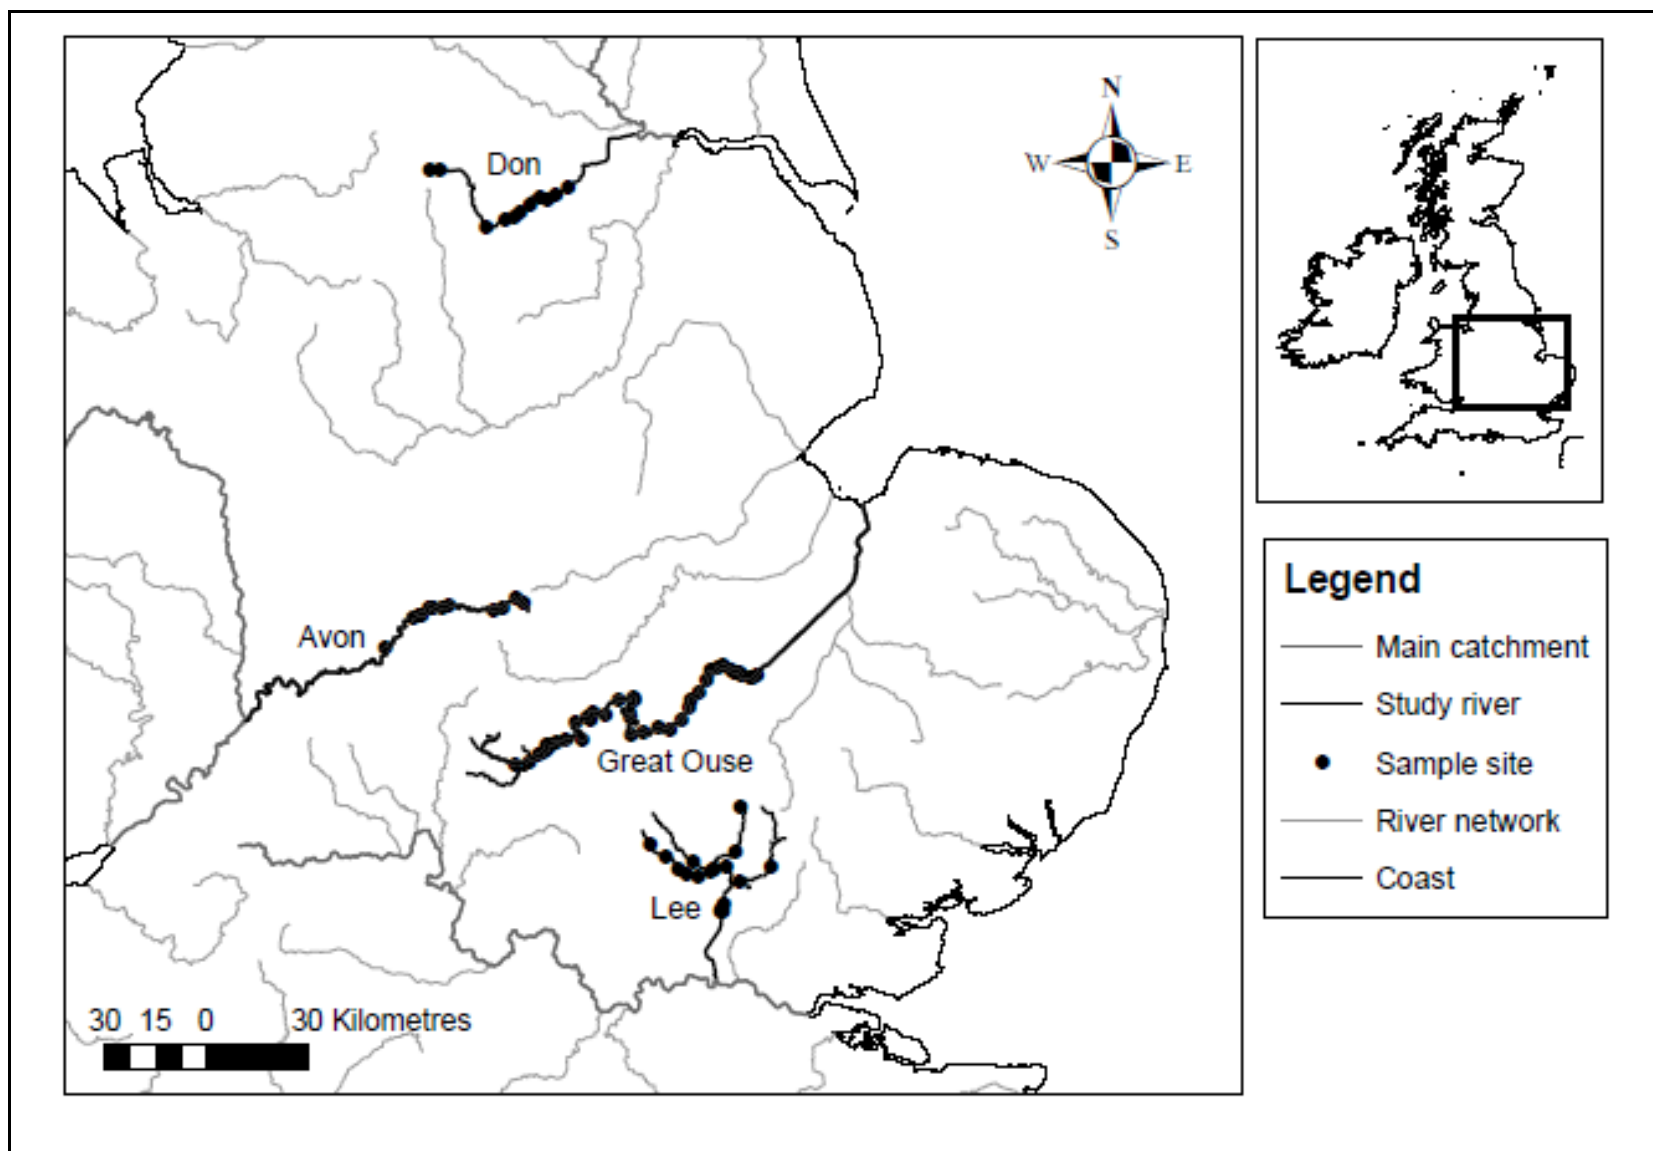 N
W E
S
Don
Avon
Great Ouse
Lee
30 15 0 30 Kilometres
Legend
Main catchment
Study river
Sample site
River network
Coast